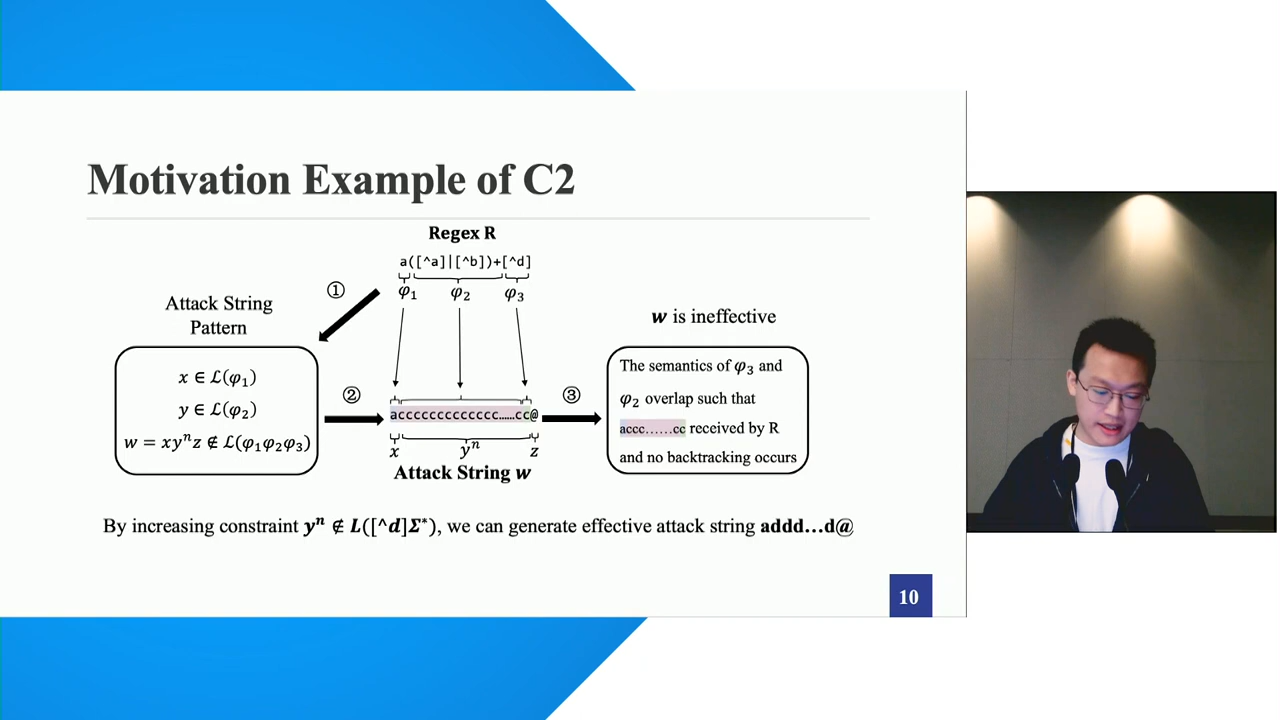 Motivation Example of C2
Regex R
a([^a]|[^b])+[^d]
φ1 φ2 φ3
①
Attack String
Pattern
x ∈ ℒ(φ1)
y ∈ ℒ(φ2)
w = xyⁿz ∉ ℒ(φ1φ2φ3)
②
acccccccccccccc……cc@
x yⁿ z
Attack String w
③
w is ineffective
The semantics of φ3 and
φ2 overlap such that
accc……cc received by R
and no backtracking occurs
By increasing constraint yⁿ ∉ L([^d]Σ*), we can generate effective attack string addd…d@
10